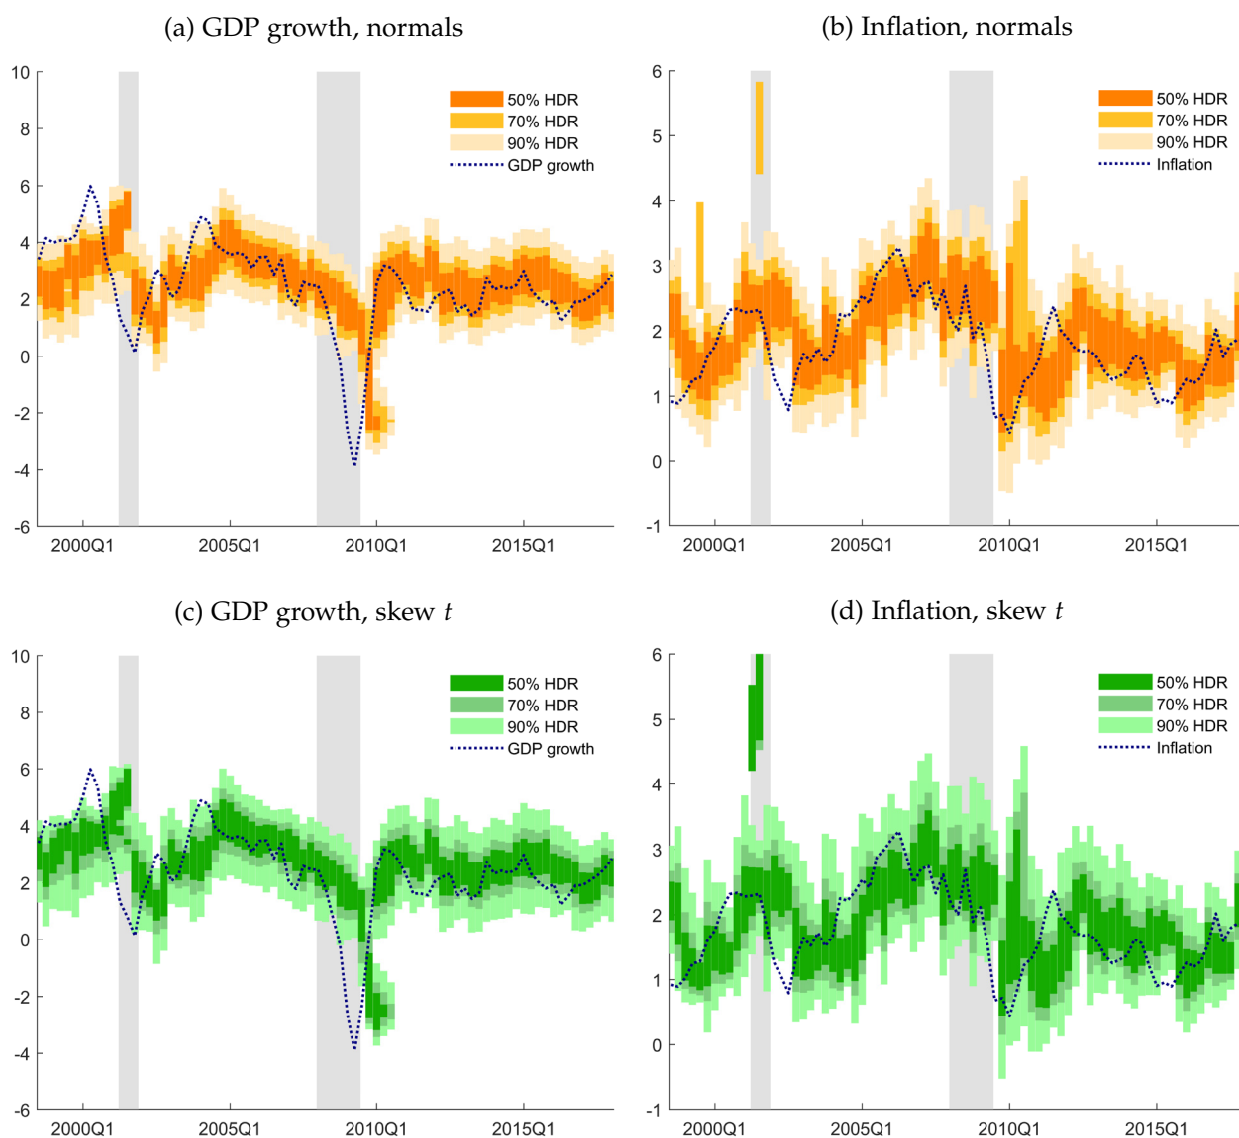 (a) GDP growth, normals
10
8
6
4
2
0
-2
-4
-6
50% HDR
70% HDR
90% HDR
GDP growth
2000Q1 2005Q1 2010Q1 2015Q1
(b) Inflation, normals
6
5
4
3
2
1
0
-1
50% HDR
70% HDR
90% HDR
Inflation
2000Q1 2005Q1 2010Q1 2015Q1
(c) GDP growth, skew t
10
8
6
4
2
0
-2
-4
-6
50% HDR
70% HDR
90% HDR
GDP growth
2000Q1 2005Q1 2010Q1 2015Q1
(d) Inflation, skew t
6
5
4
3
2
1
0
-1
50% HDR
70% HDR
90% HDR
Inflation
2000Q1 2005Q1 2010Q1 2015Q1